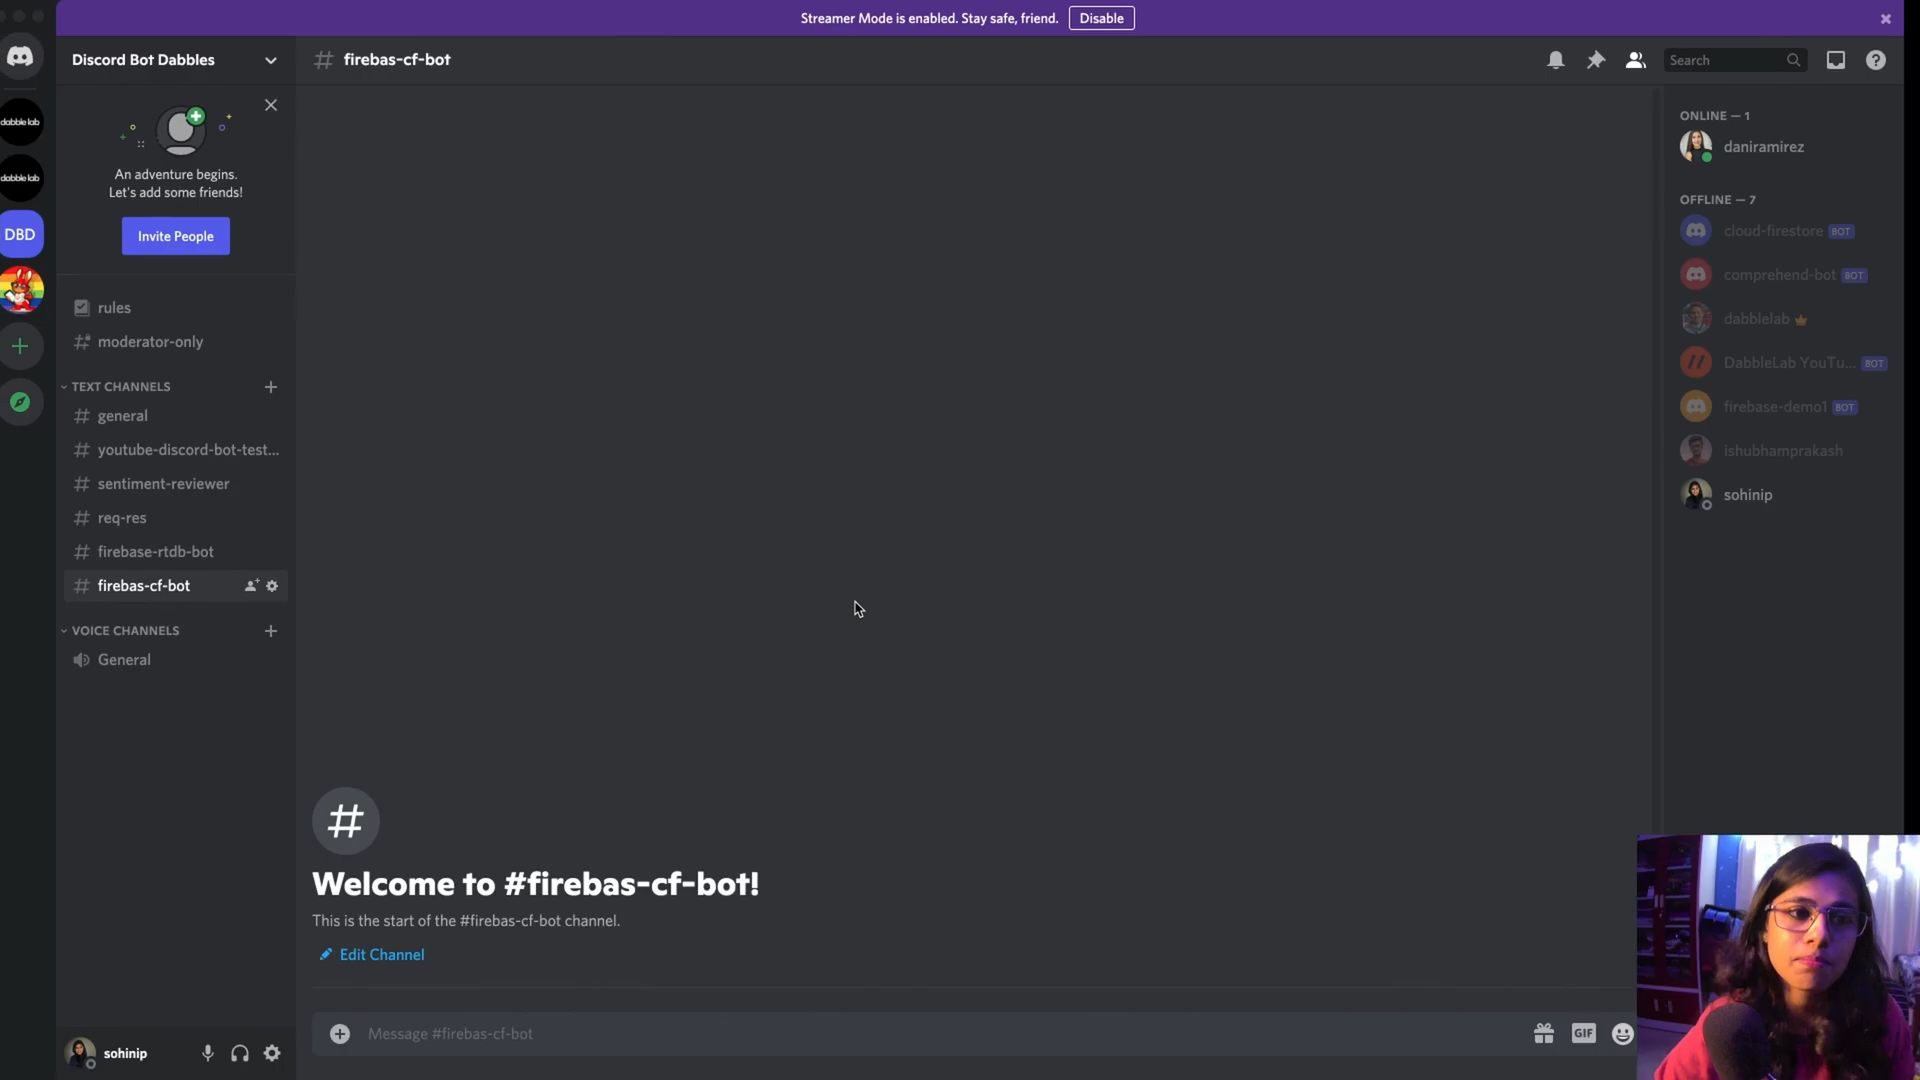 Streamer Mode is enabled. Stay safe, friend.
Disable
Discord Bot Dabbles
firebas-cf-bot
Search
dabble lab
dabble lab
DBD
An adventure begins.
Let's add some friends!
Invite People
rules
moderator-only
TEXT CHANNELS
general
youtube-discord-bot-test...
sentiment-reviewer
req-res
firebase-rtdb-bot
firebas-cf-bot
VOICE CHANNELS
General
sohinip
Welcome to #firebas-cf-bot!
This is the start of the #firebas-cf-bot channel.
Edit Channel
Message #firebas-cf-bot
GIF
ONLINE — 1
daniramirez
OFFLINE — 7
cloud-firestore BOT
comprehend-bot BOT
dabblelab
DabbleLab YouTu... BOT
firebase-demo1 BOT
ishubhamprakash
sohinip